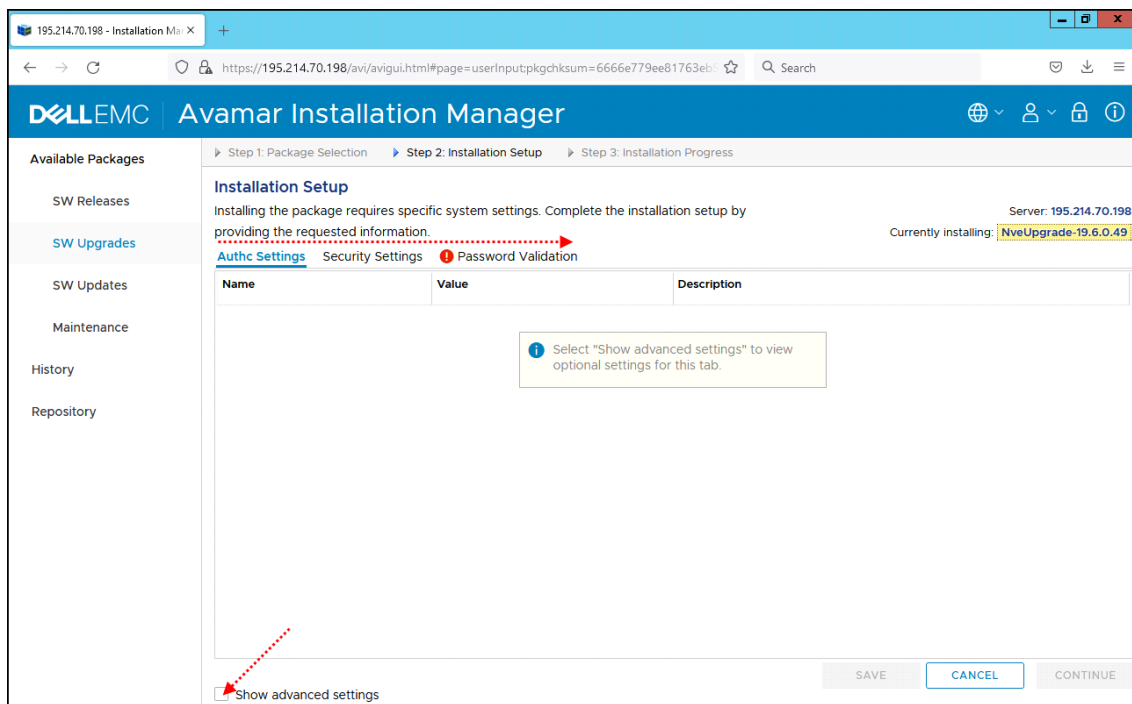 195.214.70.198 - Installation Mar
https://195.214.70.198/avi/avigui.html#page=userInput;pkgchksum=6666e779ee81763eb
Search
DELLEMC
Avamar Installation Manager
Available Packages
SW Releases
SW Upgrades
SW Updates
Maintenance
History
Repository
Step 1: Package Selection
Step 2: Installation Setup
Step 3: Installation Progress
Installation Setup
Installing the package requires specific system settings. Complete the installation setup by
providing the requested information.
Server: 195.214.70.198
Currently installing: NveUpgrade-19.6.0.49
Authc Settings
Security Settings
Password Validation
Name
Value
Description
Select "Show advanced settings" to view
optional settings for this tab.
SAVE
CANCEL
CONTINUE
Show advanced settings